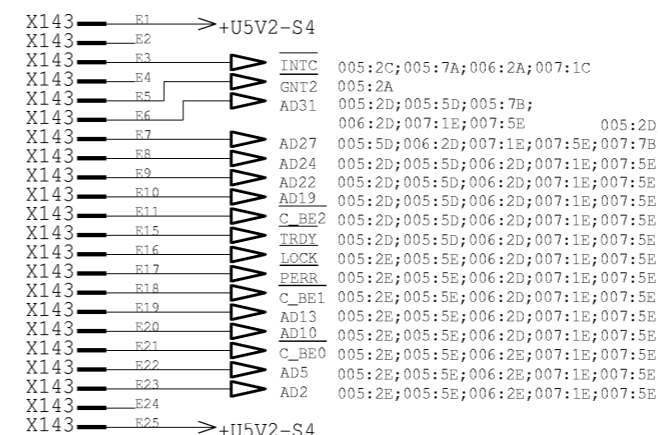 X143 E1 +U5V2-S4
X143 E2
X143 E3 INTC 005:2C;005:7A;006:2A;007:1C
X143 E4 GNT2 005:2A
X143 E5 AD31 005:2D;005:5D;005:7B;
X143 E6 006:2D;007:1E;007:5E 005:2D
X143 E7 AD27 005:5D;006:2D;007:1E;007:5E;007:7B
X143 E8 AD24 005:2D;005:5D;006:2D;007:1E;007:5E
X143 E9 AD22 005:2D;005:5D;006:2D;007:1E;007:5E
X143 E10 AD19 005:2D;005:5D;006:2D;007:1E;007:5E
X143 E11 C_BE2 005:2D;005:5D;006:2D;007:1E;007:5E
X143 E15 TRDY 005:2D;005:5D;006:2D;007:1E;007:5E
X143 E16 LOCK 005:2E;005:5E;006:2D;007:1E;007:5E
X143 E17 PERR 005:2E;005:5E;006:2D;007:1E;007:5E
X143 E18 C_BE1 005:2E;005:5E;006:2D;007:1E;007:5E
X143 E19 AD13 005:2E;005:5E;006:2D;007:1E;007:5E
X143 E20 AD10 005:2E;005:5E;006:2D;007:1E;007:5E
X143 E21 C_BE0 005:2E;005:5E;006:2E;007:1E;007:5E
X143 E22 AD5 005:2E;005:5E;006:2E;007:1E;007:5E
X143 E23 AD2 005:2E;005:5E;006:2E;007:1E;007:5E
X143 E24
X143 E25 +U5V2-S4